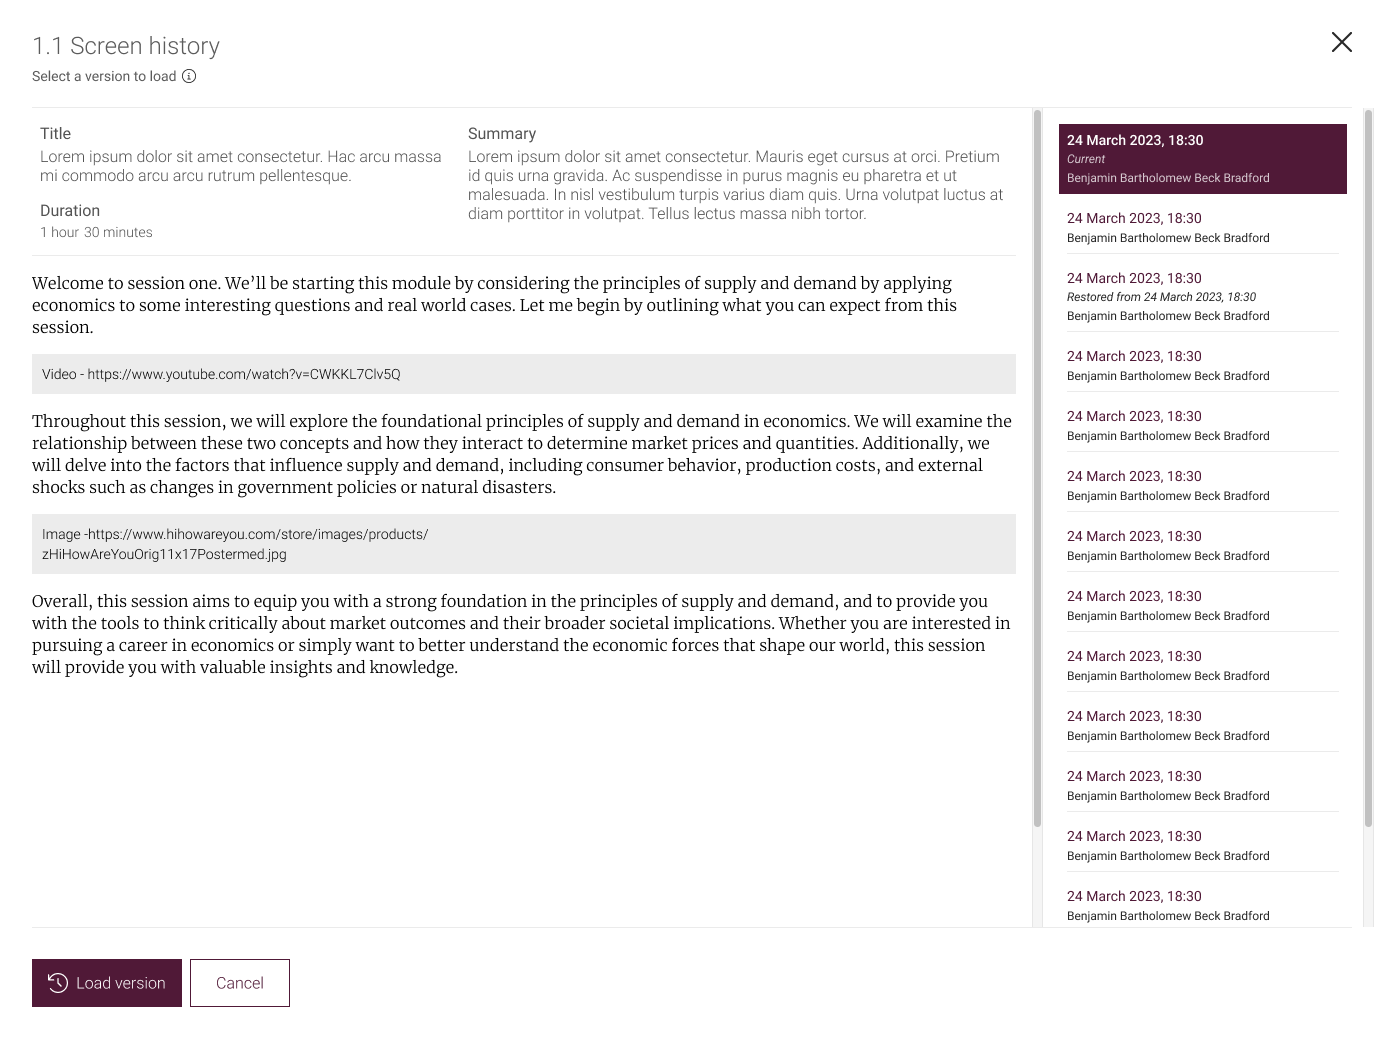 1.1 Screen history
Select a version to load
Title
Lorem ipsum dolor sit amet consectetur. Hac arcu massa
mi commodo arcu arcu rutrum pellentesque.
Duration
1 hour 30 minutes
Summary
Lorem ipsum dolor sit amet consectetur. Mauris eget cursus at orci. Pretium
id quis urna gravida. Ac suspendisse in purus magnis eu pharetra et ut
malesuada. In nisl vestibulum turpis varius diam quis. Urna volutpat luctus at
diam porttitor in volutpat. Tellus lectus massa nibh tortor.
Welcome to session one. We’ll be starting this module by considering the principles of supply and demand by applying
economics to some interesting questions and real world cases. Let me begin by outlining what you can expect from this
session.
Video - https://www.youtube.com/watch?v=CWKKL7Clv5Q
Throughout this session, we will explore the foundational principles of supply and demand in economics. We will examine the
relationship between these two concepts and how they interact to determine market prices and quantities. Additionally, we
will delve into the factors that influence supply and demand, including consumer behavior, production costs, and external
shocks such as changes in government policies or natural disasters.
Image -https://www.hihowareyou.com/store/images/products/
zHiHowAreYouOrig11x17Postermed.jpg
Overall, this session aims to equip you with a strong foundation in the principles of supply and demand, and to provide you
with the tools to think critically about market outcomes and their broader societal implications. Whether you are interested in
pursuing a career in economics or simply want to better understand the economic forces that shape our world, this session
will provide you with valuable insights and knowledge.
24 March 2023, 18:30
Current
Benjamin Bartholomew Beck Bradford
24 March 2023, 18:30
Benjamin Bartholomew Beck Bradford
24 March 2023, 18:30
Restored from 24 March 2023, 18:30
Benjamin Bartholomew Beck Bradford
24 March 2023, 18:30
Benjamin Bartholomew Beck Bradford
24 March 2023, 18:30
Benjamin Bartholomew Beck Bradford
24 March 2023, 18:30
Benjamin Bartholomew Beck Bradford
24 March 2023, 18:30
Benjamin Bartholomew Beck Bradford
24 March 2023, 18:30
Benjamin Bartholomew Beck Bradford
24 March 2023, 18:30
Benjamin Bartholomew Beck Bradford
24 March 2023, 18:30
Benjamin Bartholomew Beck Bradford
24 March 2023, 18:30
Benjamin Bartholomew Beck Bradford
24 March 2023, 18:30
Benjamin Bartholomew Beck Bradford
24 March 2023, 18:30
Benjamin Bartholomew Beck Bradford
Load version
Cancel